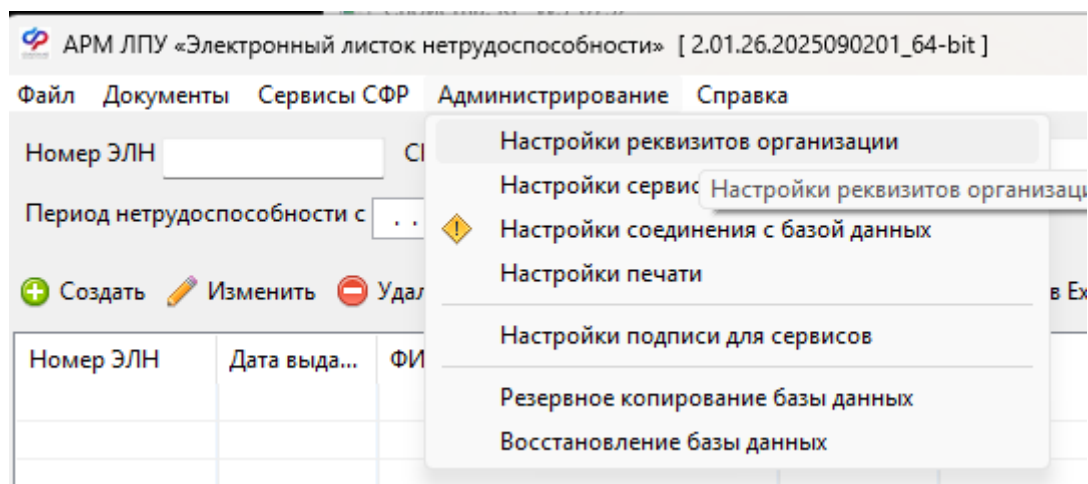 АРМ ЛПУ «Электронный листок нетрудоспособности» [ 2.01.26.2025090201_64-bit ]
Файл Документы Сервисы СФР Администрирование Справка
Номер ЭЛН
Настройки реквизитов организации
Настройки
Настройки реквизитов
Период нетрудоспособности с . .
Настройки соединения с базой данных
Настройки печати
Создать Изменить
в
Настройки подписи для сервисов
Номер ЭЛН Дата выда...
Резервное копирование базы данных
Восстановление базы данных